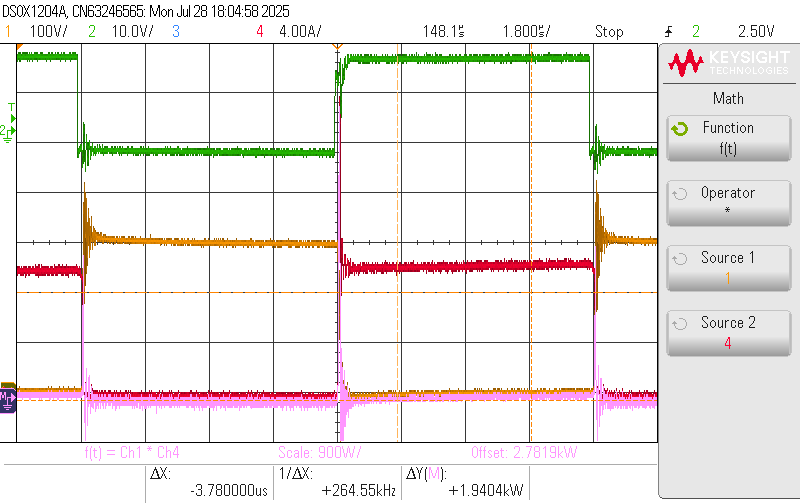 DSOX1204A, CN63246565: Mon Jul 28 18:04:58 2025
1 100V/ 2 10.0V/ 3 4 4.00A/ 148.1s 1.800s/ Stop 2 2.50V
KEYSIGHT
TECHNOLOGIES
Math
Function
f(t)
Operator
*
Source 1
1
Source 2
4
T
2
M
f(t) = Ch1 * Ch4 Scale: 900W/ Offset: 2.7819kW
ΔX: 1/ΔX: ΔY(M):
-3.780000us +264.55kHz +1.9404kW